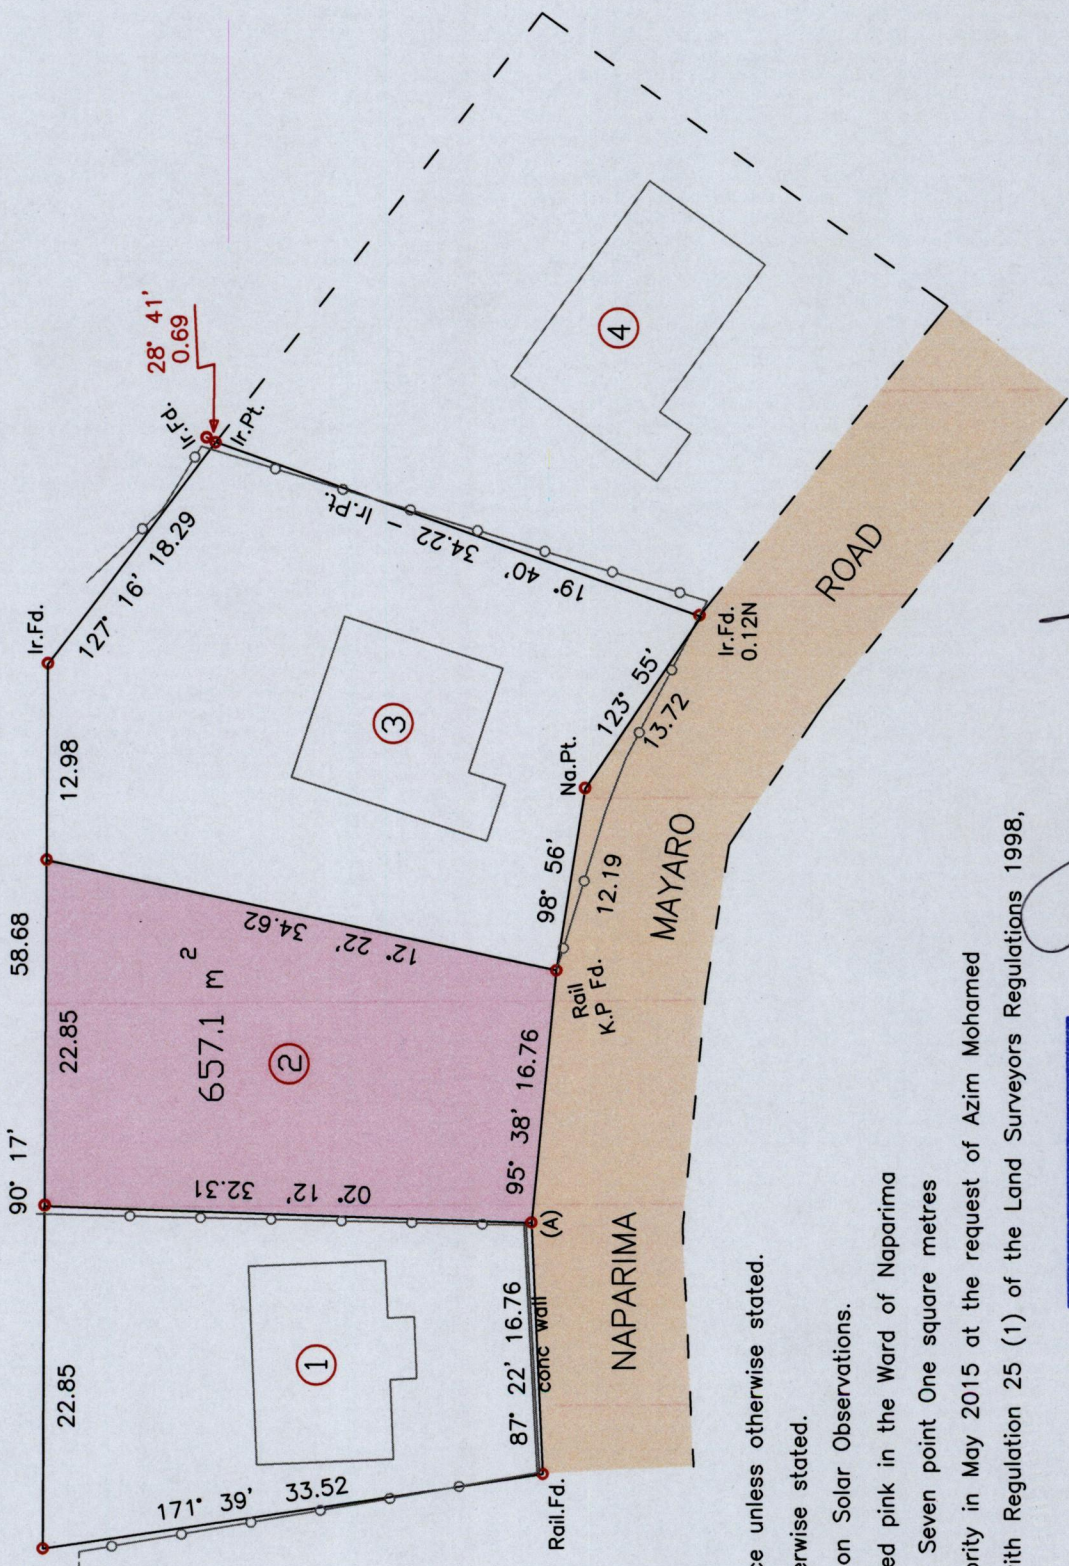 28° 41'
0.69
Ir.Fd.
Ir.Pt.
Ir.Fd.
127° 16' 18.29
12.98
58.68
22.85
90° 17'
22.85
171° 39' 33.52
Rail.Fd.
87° 22' 16.76
conc wall
(A)
02° 12' 32.31
657.1 m²
95° 38' 16.76
12° 22' 34.62
Rail
K.P Fd.
98° 56'
12.19
Na.Pt.
123° 55'
13.72
Ir.Fd.
0.12N
19° 40' 34.22 – Ir.Pt.
1
2
3
4
NAPARIMA MAYARO ROAD
ce unless otherwise stated.
erwise stated.
on Solar Observations.
ed pink in the Ward of Naparima
Seven point One square metres
ority in May 2015 at the request of Azim Mohamed
ith Regulation 25 (1) of the Land Surveyors Regulations 1998,